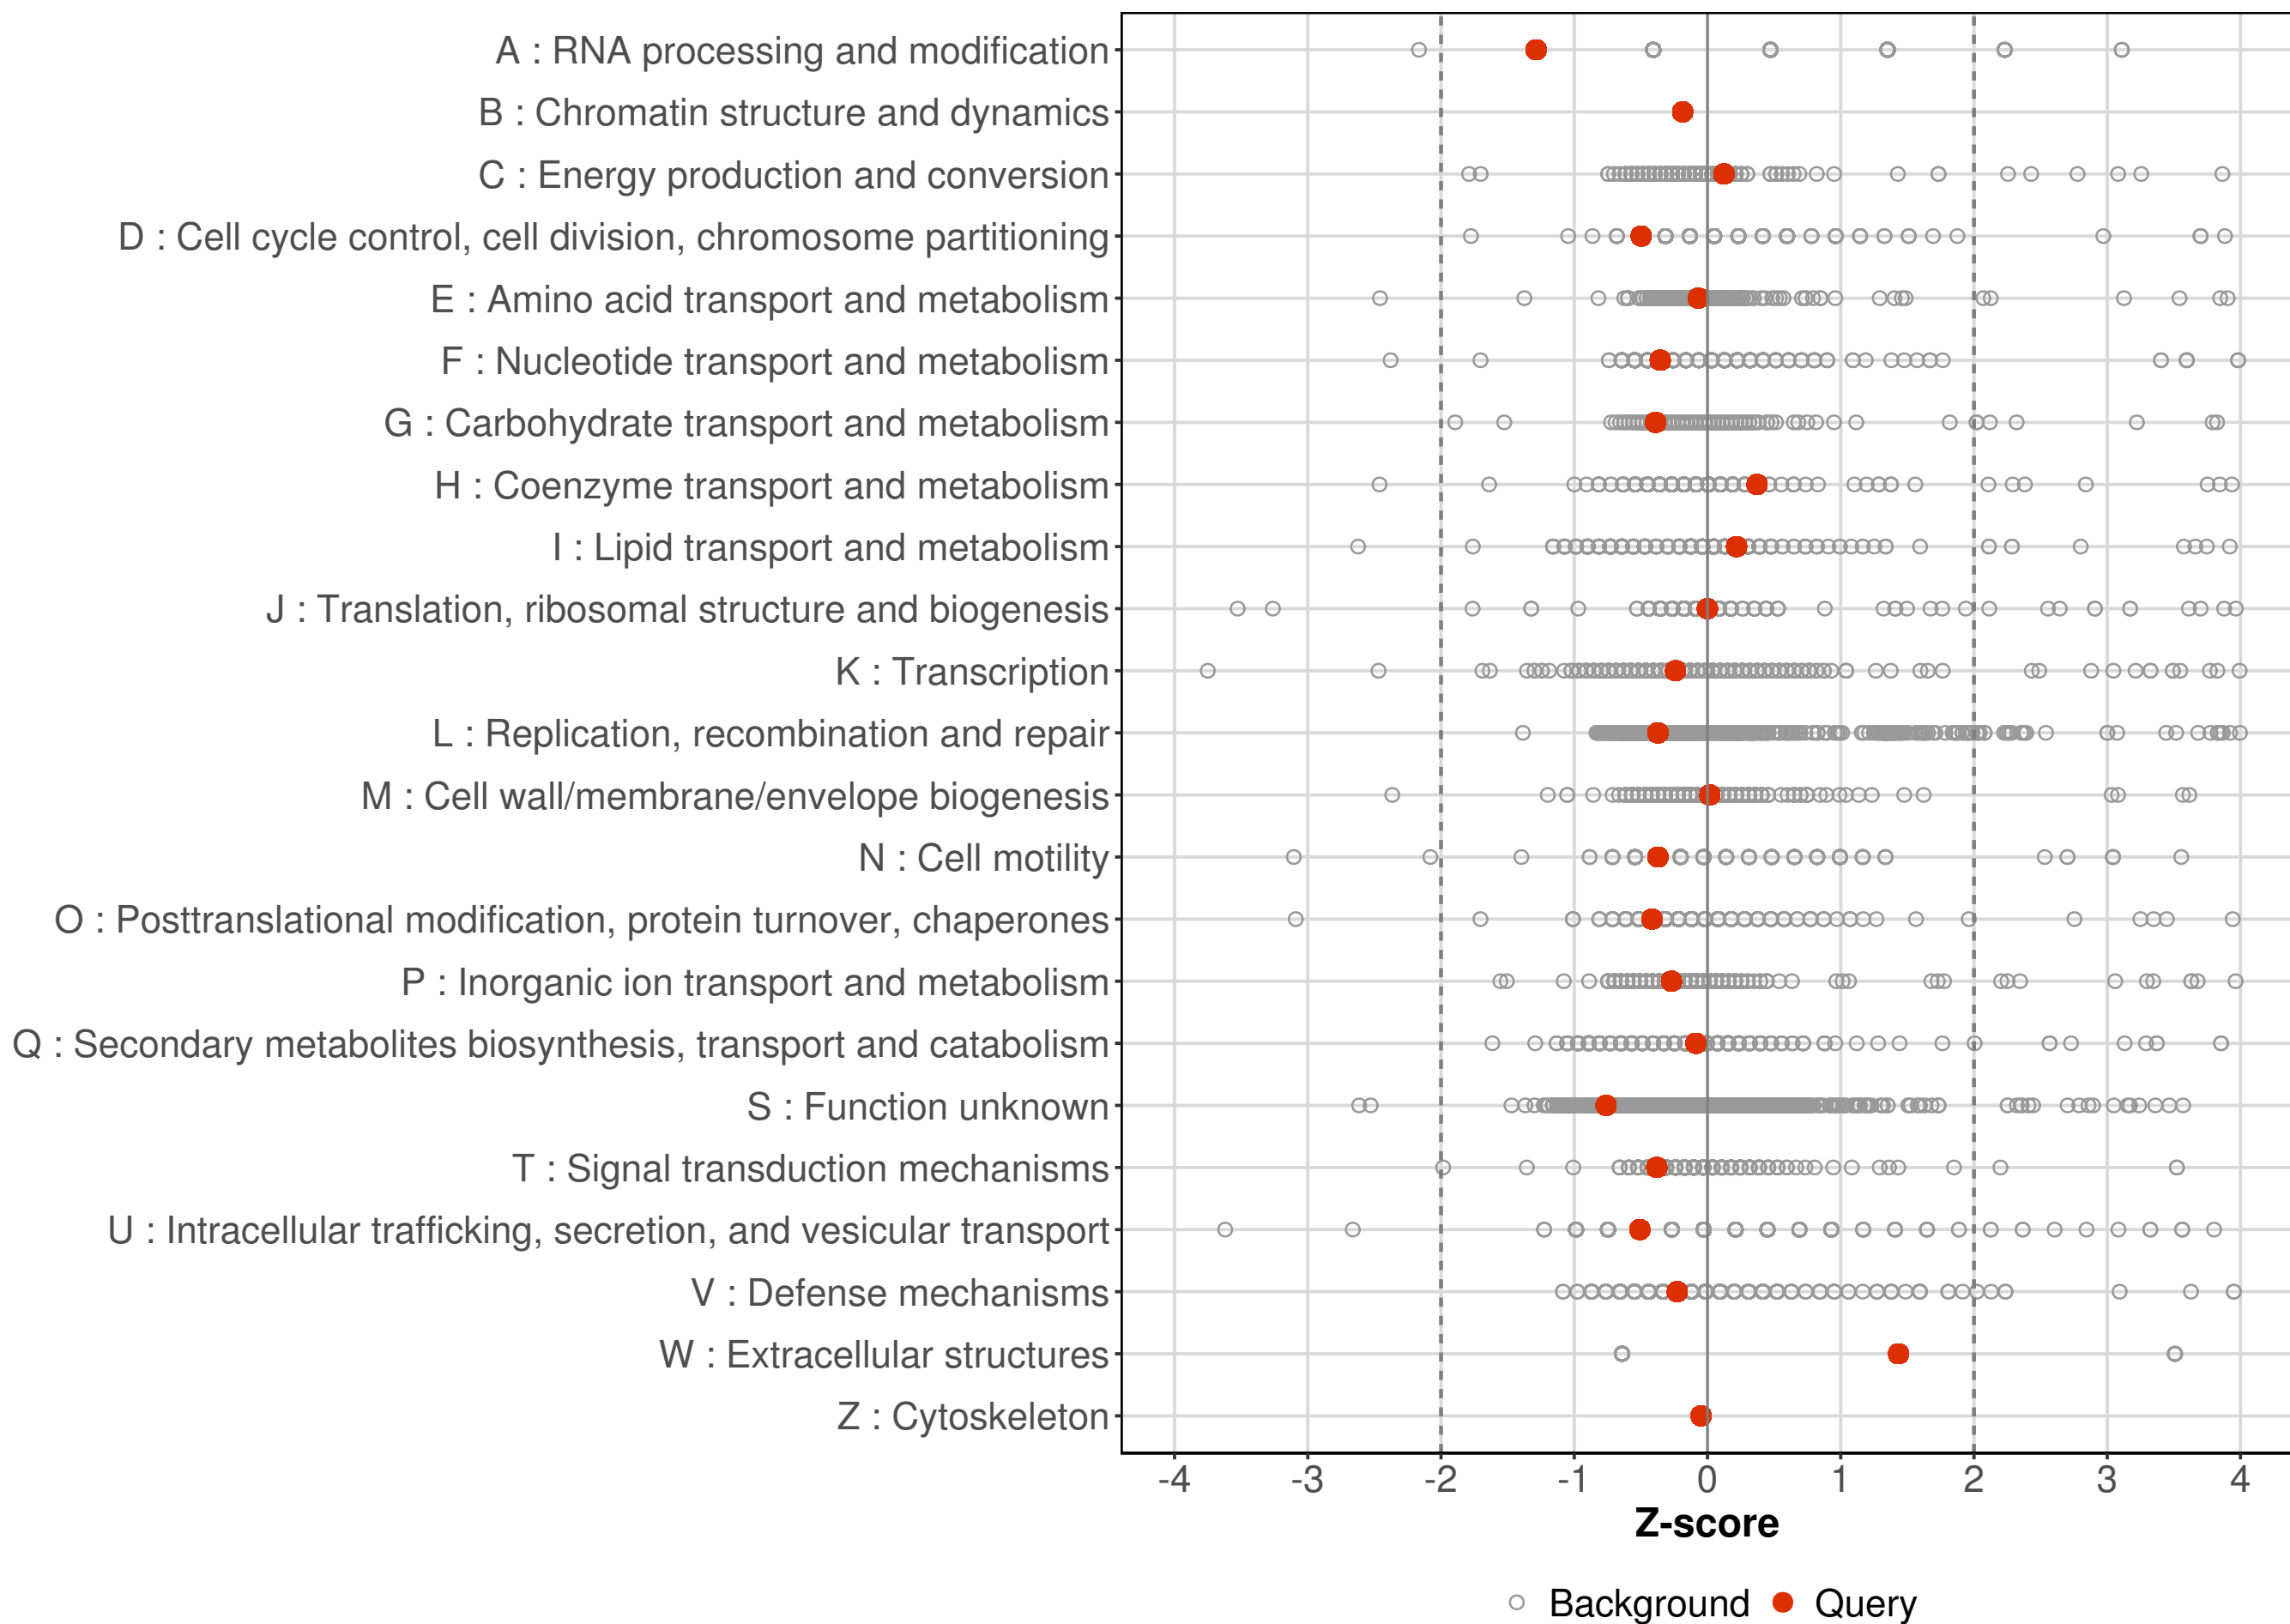 A : RNA processing and modification
B : Chromatin structure and dynamics
C : Energy production and conversion
D : Cell cycle control, cell division, chromosome partitioning
E : Amino acid transport and metabolism
F : Nucleotide transport and metabolism
G : Carbohydrate transport and metabolism
H : Coenzyme transport and metabolism
I : Lipid transport and metabolism
J : Translation, ribosomal structure and biogenesis
K : Transcription
L : Replication, recombination and repair
M : Cell wall/membrane/envelope biogenesis
N : Cell motility
O : Posttranslational modification, protein turnover, chaperones
P : Inorganic ion transport and metabolism
Q : Secondary metabolites biosynthesis, transport and catabolism
S : Function unknown
T : Signal transduction mechanisms
U : Intracellular trafficking, secretion, and vesicular transport
V : Defense mechanisms
W : Extracellular structures
Z : Cytoskeleton
-4 -3 -2 -1 0 1 2 3 4
Z-score
Background Query